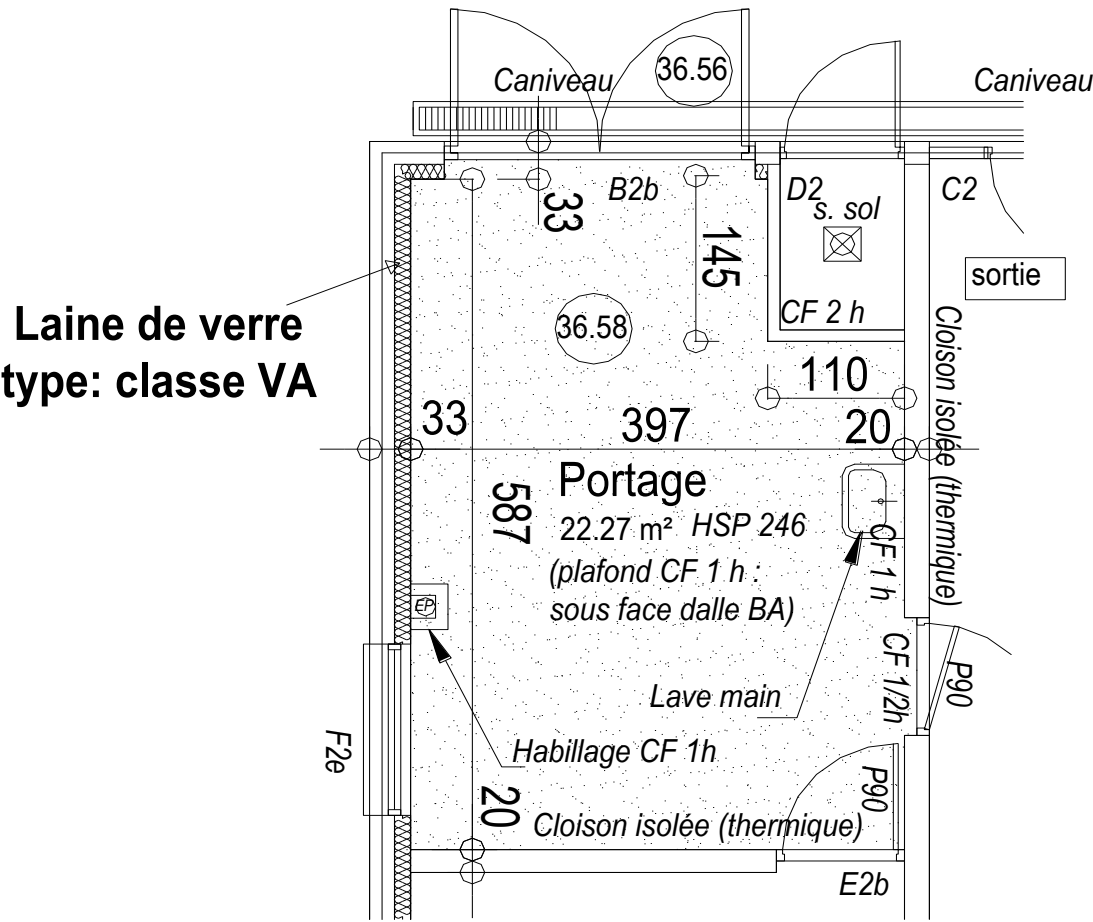 36.56
Caniveau
Caniveau
B2b
D2
C2
s. sol
33
145
sortie
CF 2 h
36.58
Laine de verre
type: classe VA
Cloison isolée (thermique)
110
33
397
20
Portage
587
22.27 m² HSP 246
CF 1 h
(plafond CF 1 h :
sous face dalle BA)
EP
CF 1/2h
P90
Lave main
F2e
Habillage CF 1h
P90
20
Cloison isolée (thermique)
E2b